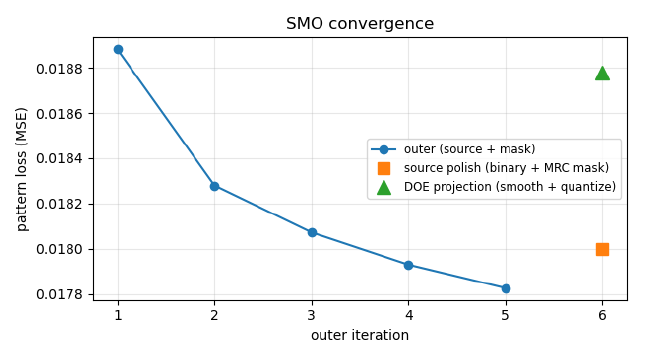 SMO convergence
pattern loss (MSE)
0.0188
0.0186
0.0184
0.0182
0.0180
0.0178
outer (source + mask)
source polish (binary + MRC mask)
DOE projection (smooth + quantize)
1 2 3 4 5 6
outer iteration